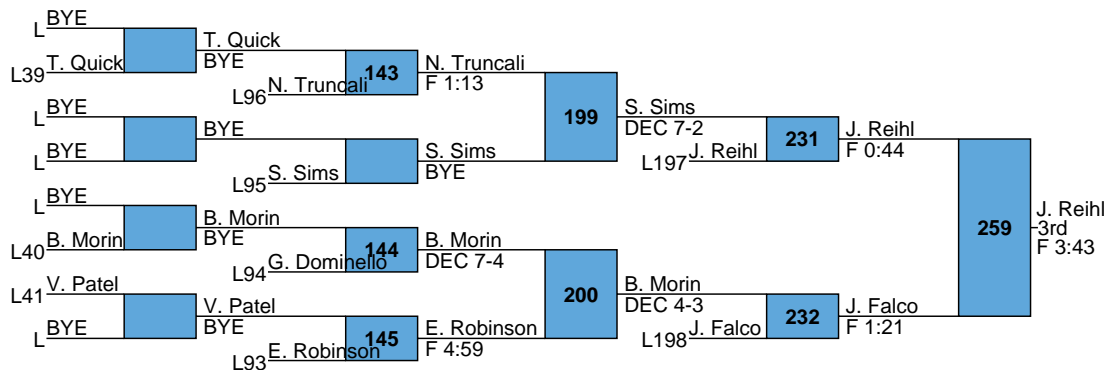 BYE
L
T. Quick
L39
T. Quick
BYE
143
N. Truncali
L96
N. Truncali
F 1:13
BYE
L
BYE
L
BYE
S. Sims
L95
S. Sims
BYE
199
S. Sims
DEC 7-2
J. Reihl
L197
231
J. Reihl
F 0:44
BYE
L
B. Morin
L40
B. Morin
BYE
144
G. Dominello
L94
B. Morin
DEC 7-4
V. Patel
L41
BYE
L
V. Patel
BYE
145
E. Robinson
L93
E. Robinson
F 4:59
200
B. Morin
DEC 4-3
J. Falco
L198
232
J. Falco
F 1:21
259
J. Reihl
3rd
F 3:43